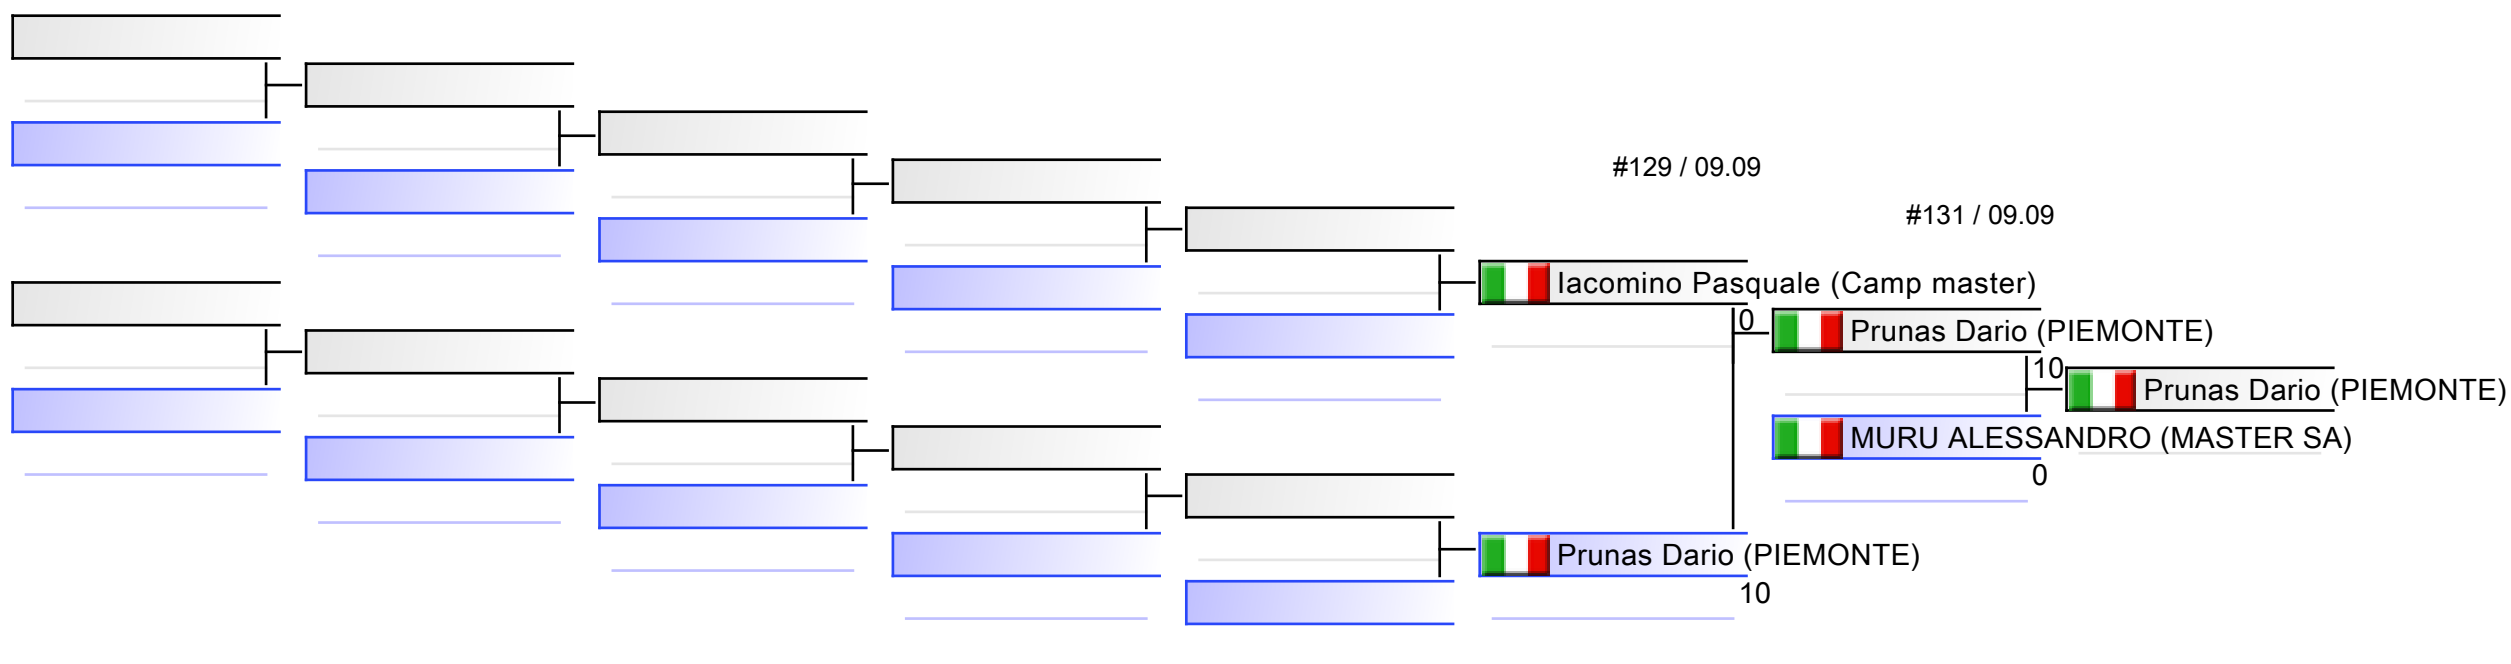 #129 / 09.09
#131 / 09.09
Iacomino Pasquale (Camp master)
0
Prunas Dario (PIEMONTE)
10
Prunas Dario (PIEMONTE)
MURU ALESSANDRO (MASTER SA)
0
Prunas Dario (PIEMONTE)
10